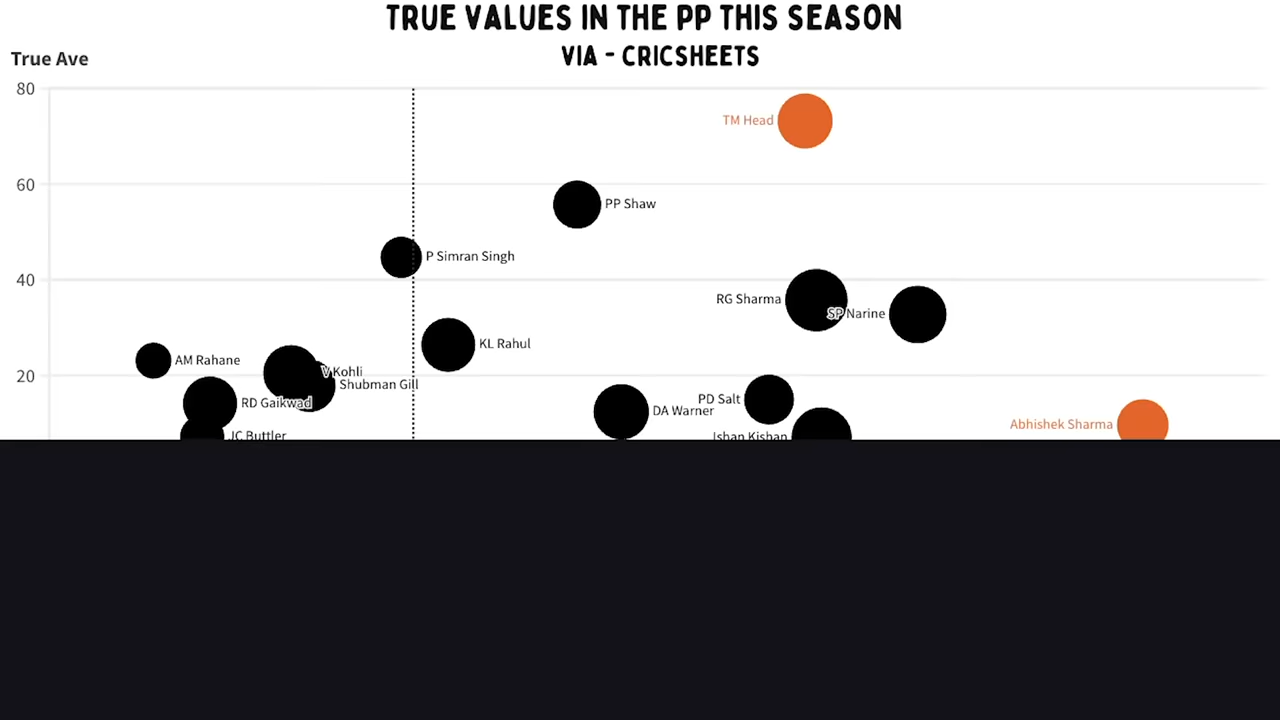 TRUE VALUES IN THE PP THIS SEASON
VIA - CRICSHEETS
True Ave
80
TM Head
60
PP Shaw
P Simran Singh
40
RG Sharma
SP Narine
KL Rahul
AM Rahane
V Kohli
20
Shubman Gill
PD Salt
RD Gaikwad
DA Warner
Abhishek Sharma
JC Buttler
Ishan Kishan